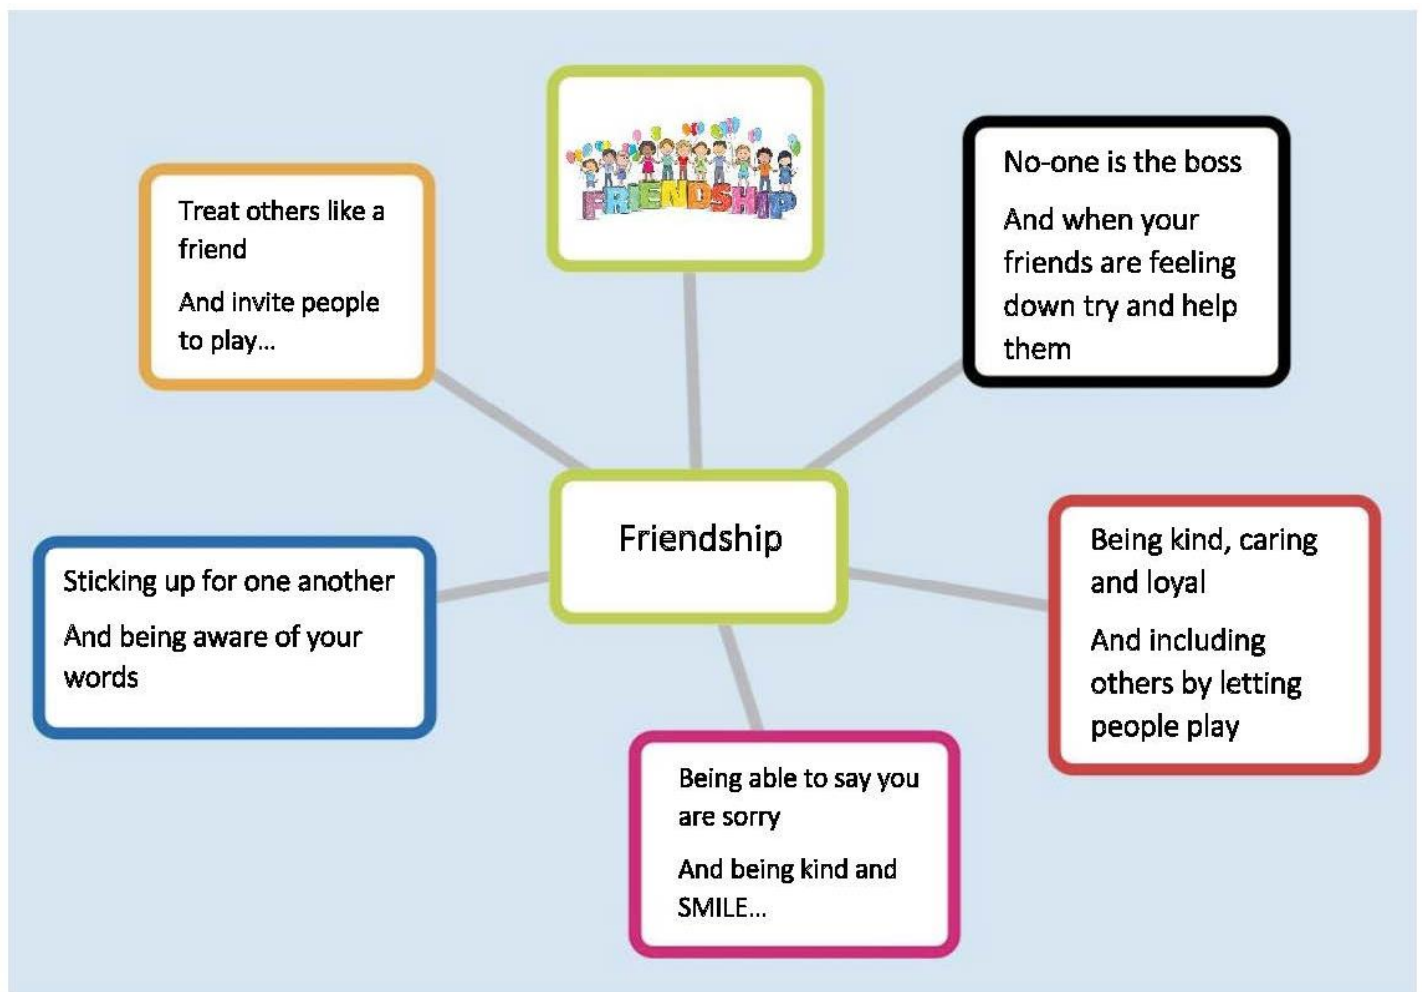 FRIENDSHIP
Treat others like a
friend
And invite people
to play...
No-one is the boss
And when your
friends are feeling
down try and help
them
Friendship
Sticking up for one another
And being aware of your
words
Being kind, caring
and loyal
And including
others by letting
people play
Being able to say you
are sorry
And being kind and
SMILE...